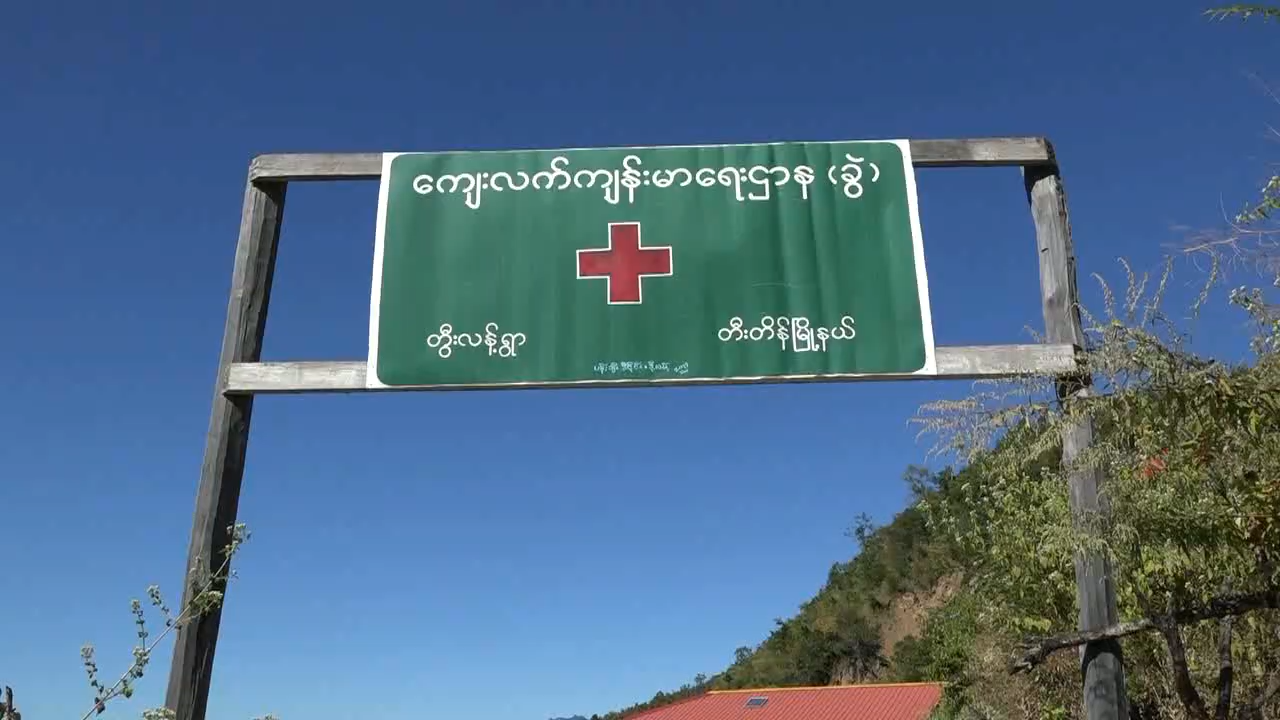 ကျေးလက်ကျန်းမာရေးဌာန (ခွဲ)
တွီးလန့်ရွာ
တီးတိန်မြို့နယ်